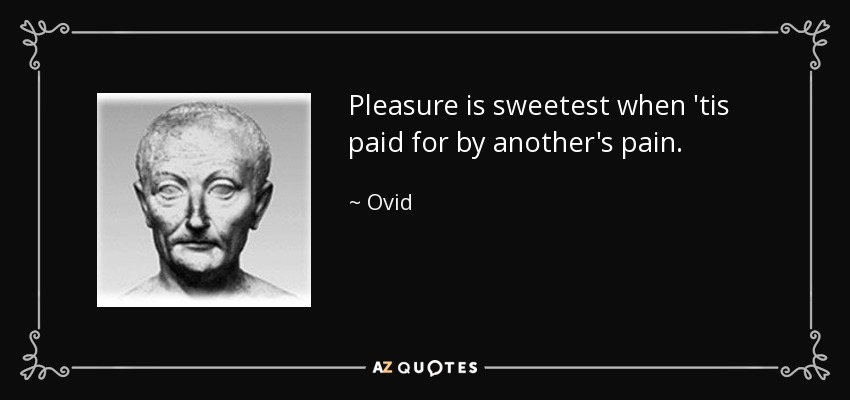 Pleasure is sweetest when 'tis
paid for by another's pain.
~ Ovid
AZ QUOTES